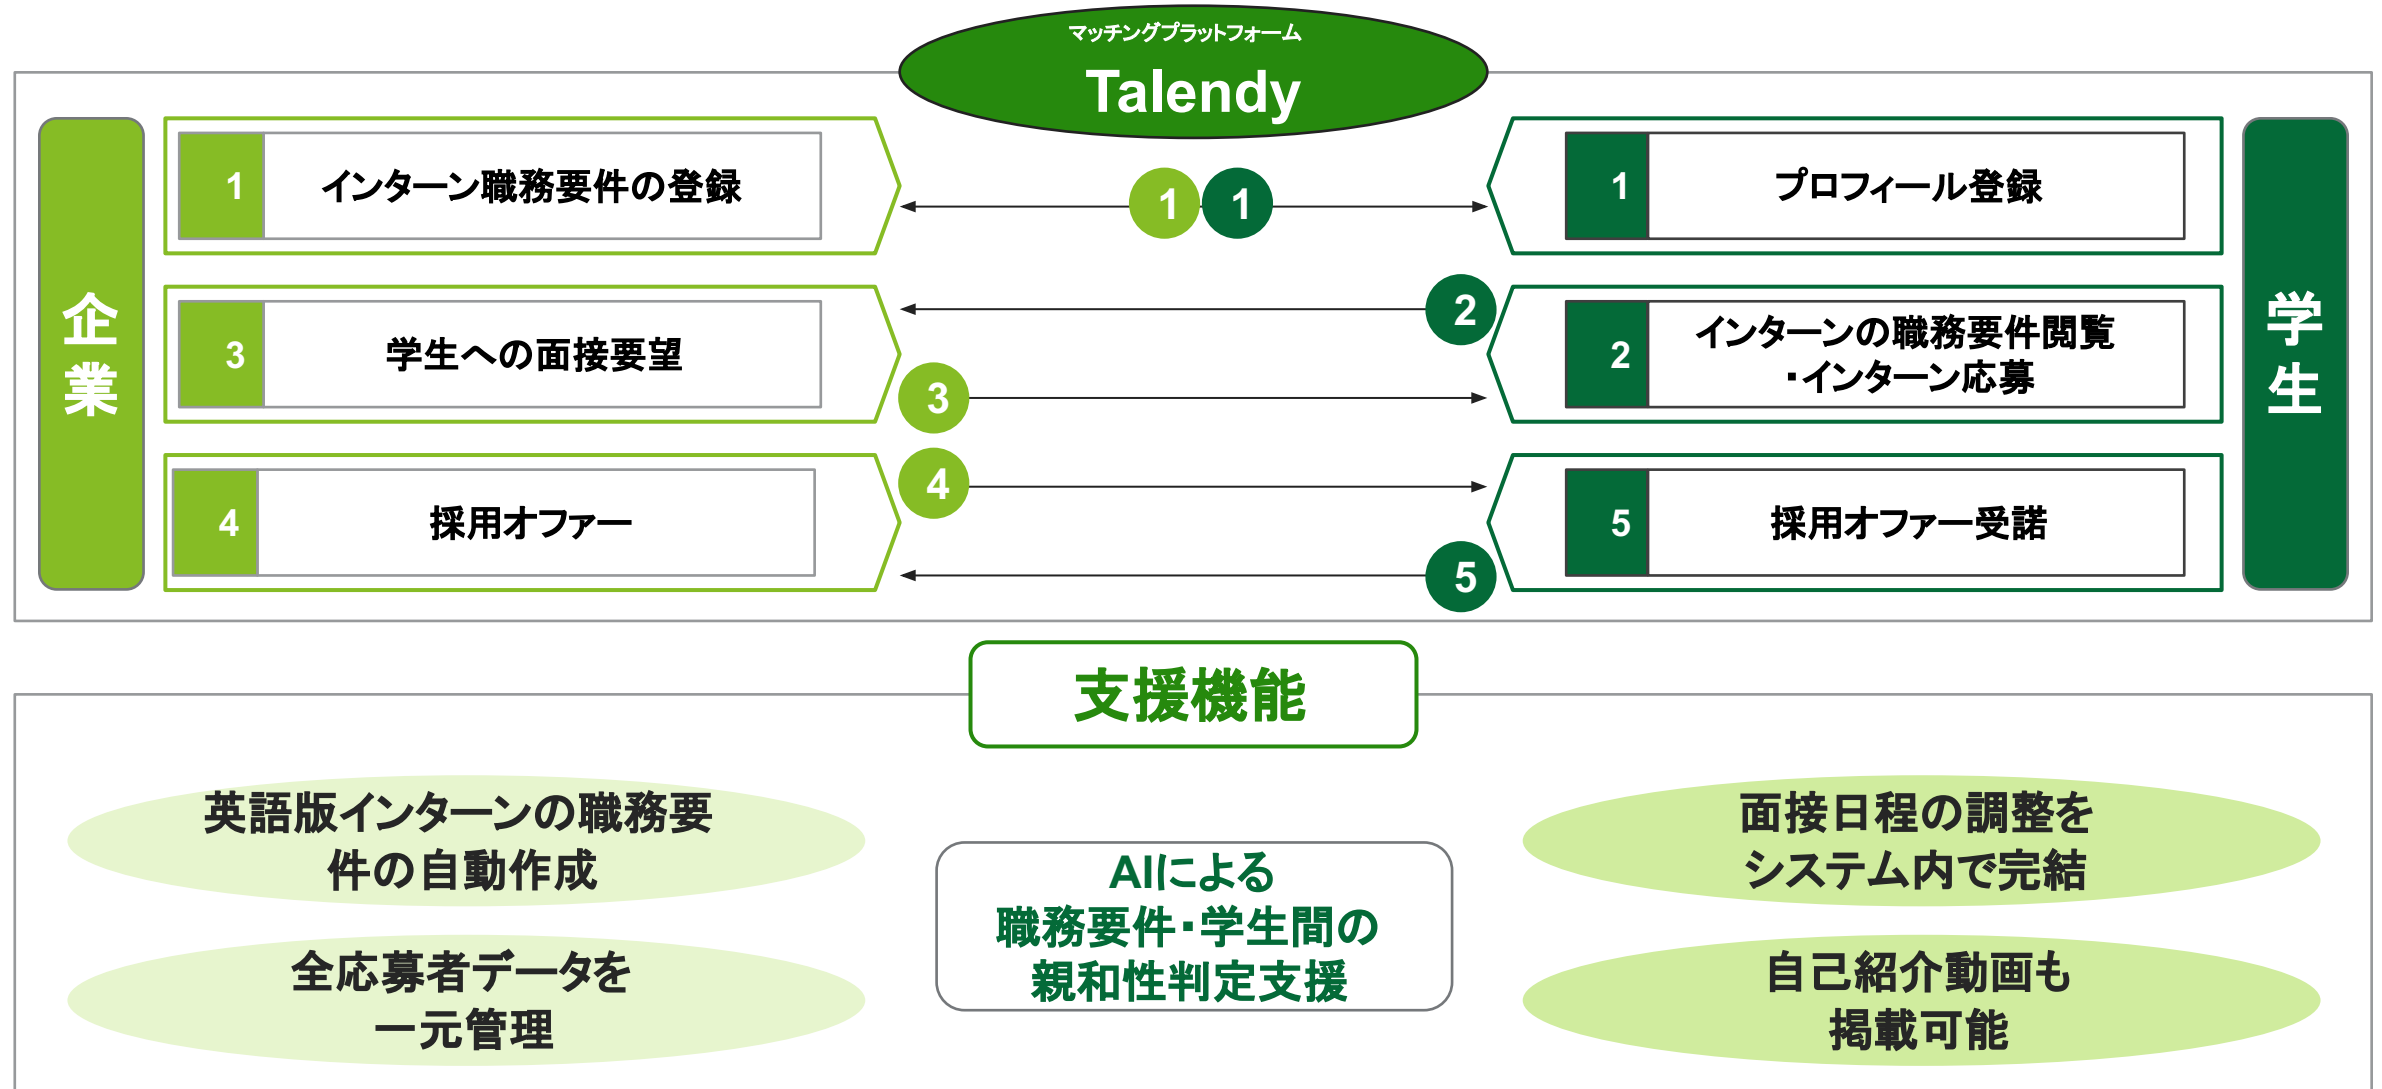 マッチングプラットフォーム
Talendy
企
業
1
インターン職務要件の登録
3
学生への面接要望
4
採用オファー
1
1
2
3
4
5
1
プロフィール登録
2
インターンの職務要件閲覧
・インターン応募
5
採用オファー受諾
学
生
支援機能
英語版インターンの職務要
件の自動作成
全応募者データを
一元管理
AIによる
職務要件・学生間の
親和性判定支援
面接日程の調整を
システム内で完結
自己紹介動画も
掲載可能